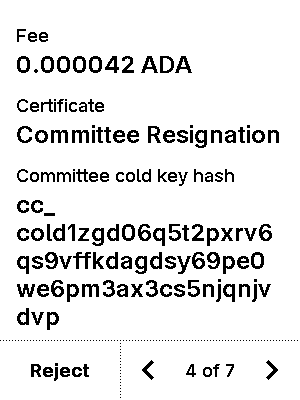 Fee
0.000042 ADA
Certificate
Committee Resignation
Committee cold key hash
cc_
cold1zgd06q5t2pxrv6
qs9vffkdagdsy69pe0
we6pm3ax3cs5njqnjv
dvp
Reject
4 of 7